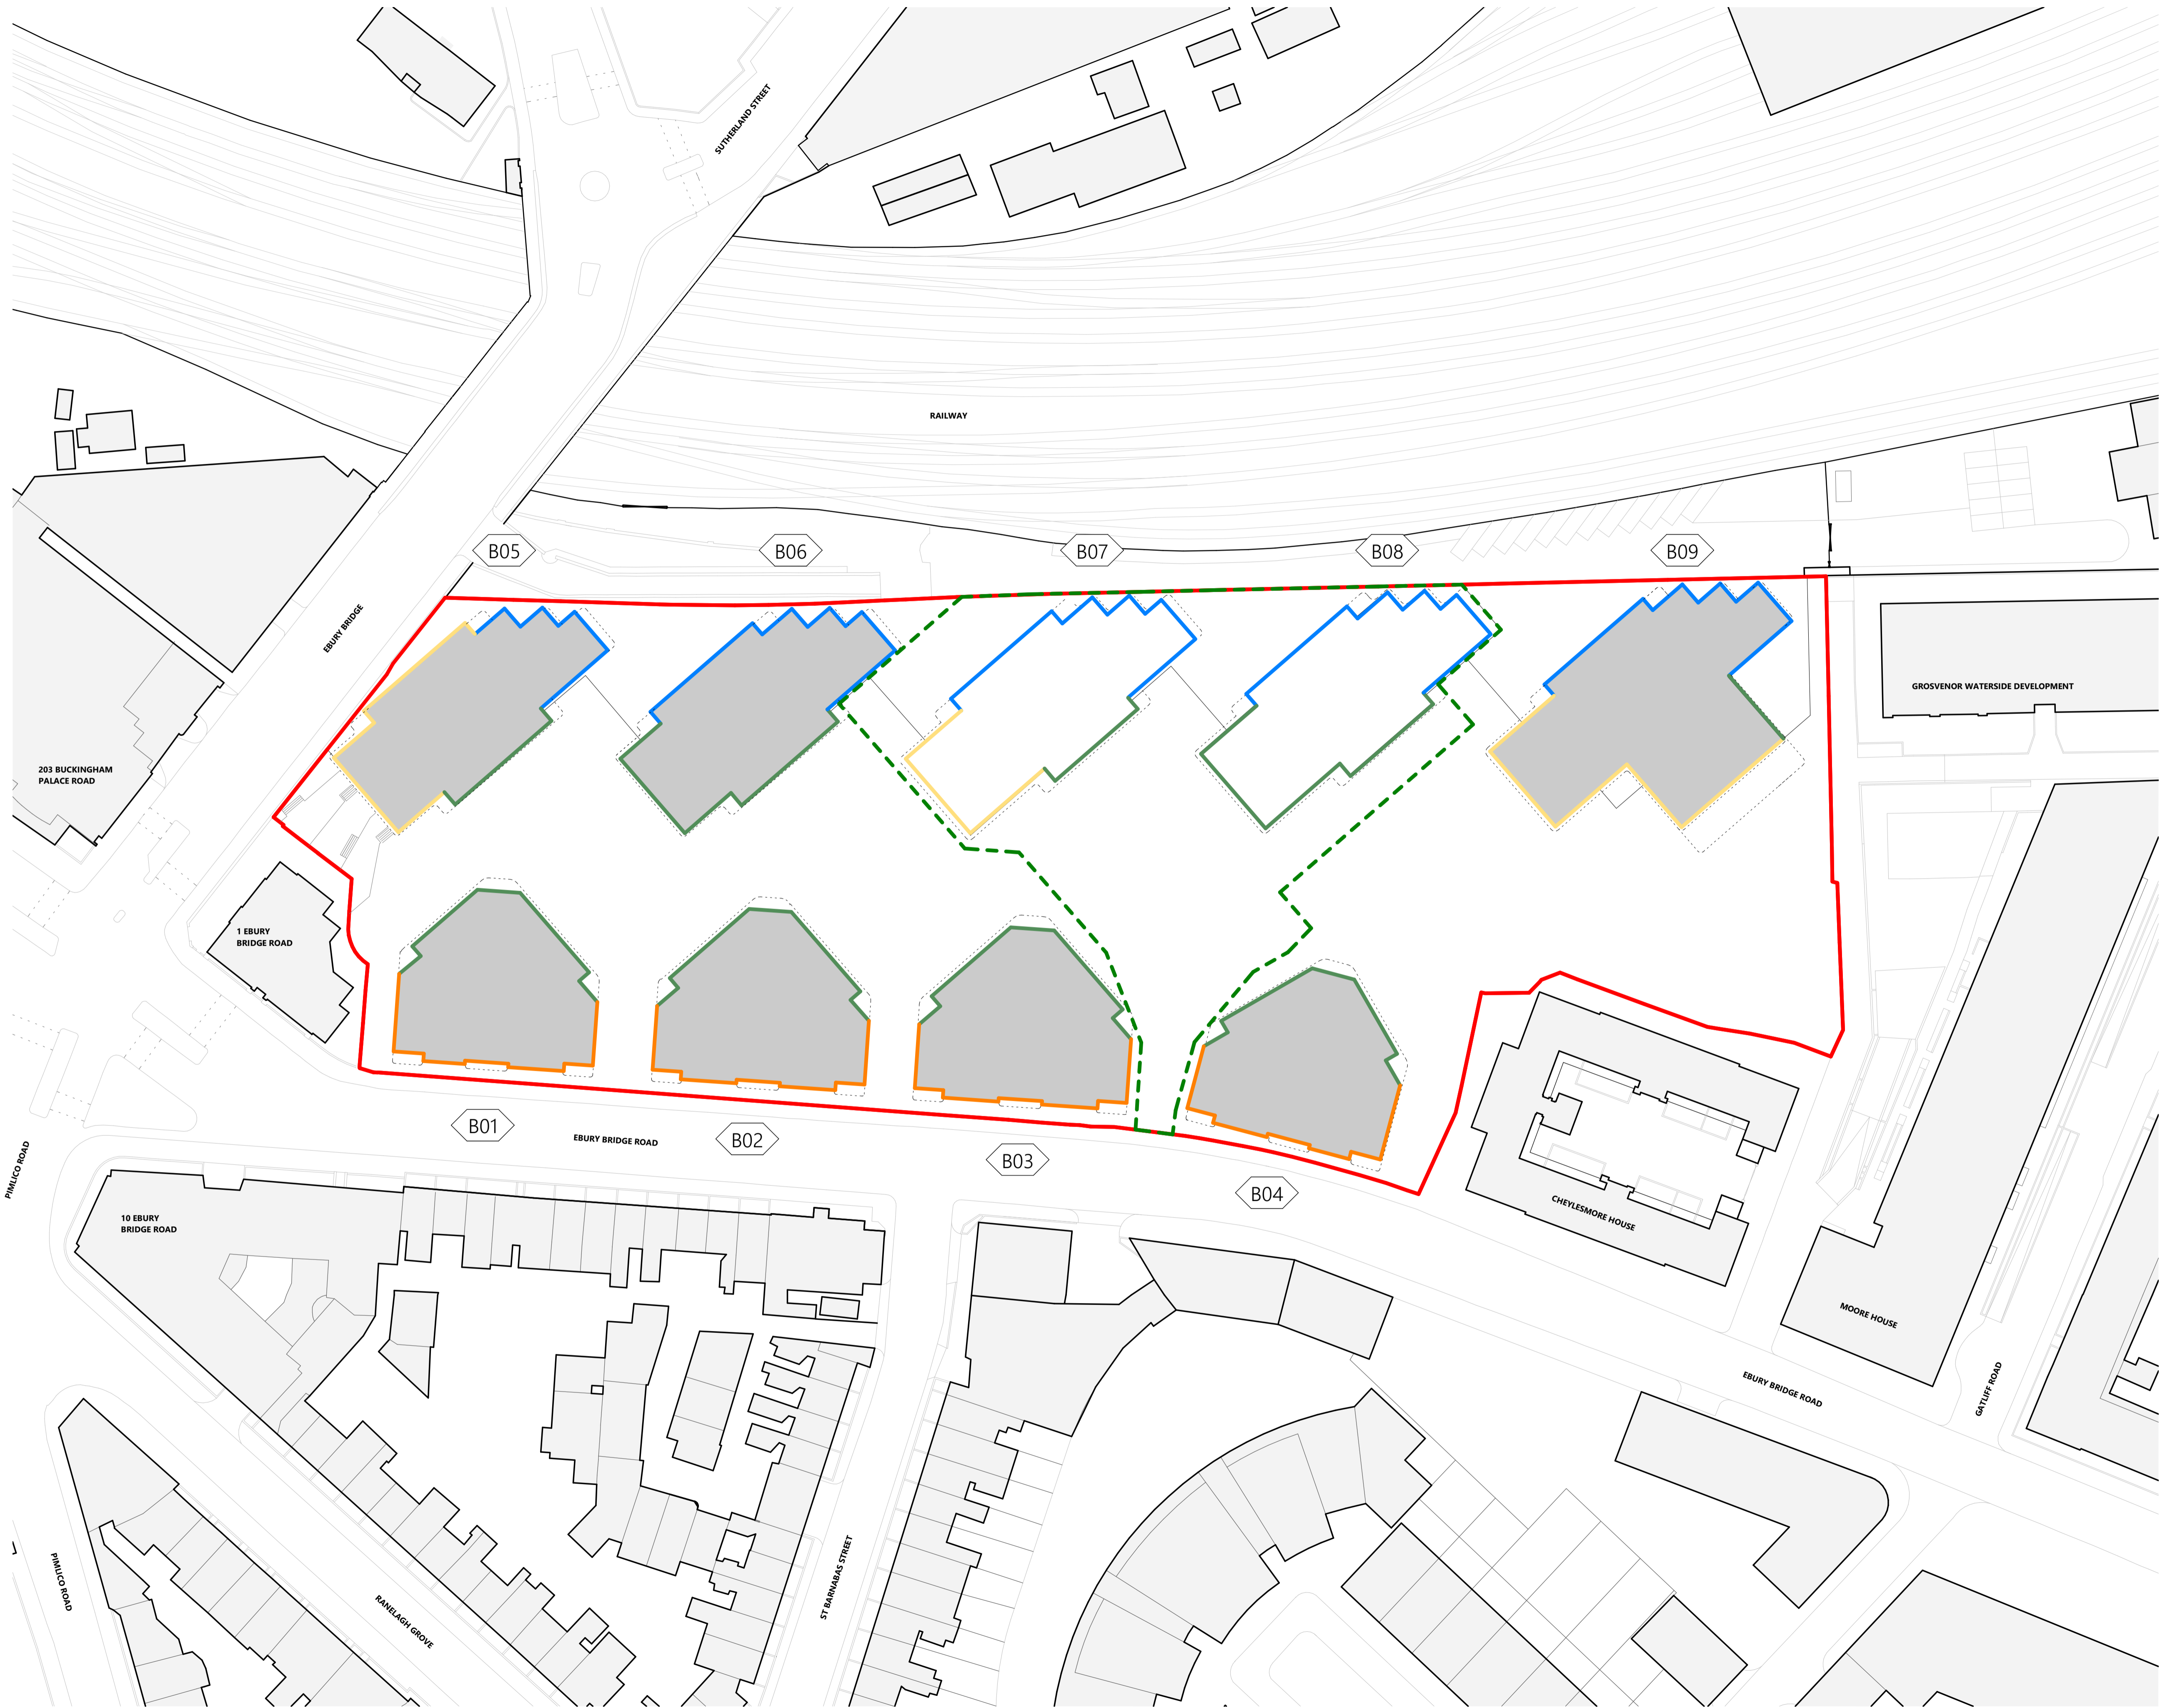 SUTHERLAND STREET
RAILWAY
B05
B06
B07
B08
B09
EBURY BRIDGE
GROSVENOR WATERSIDE DEVELOPMENT
203 BUCKINGHAM
PALACE ROAD
1 EBURY
BRIDGE ROAD
B01
B02
B03
B04
EBURY BRIDGE ROAD
PIMLICO ROAD
10 EBURY
BRIDGE ROAD
CHEYLESMORE HOUSE
MOORE HOUSE
EBURY BRIDGE ROAD
GATLIFF ROAD
PIMLICO ROAD
RANELAGH GROVE
ST BARNABAS STREET